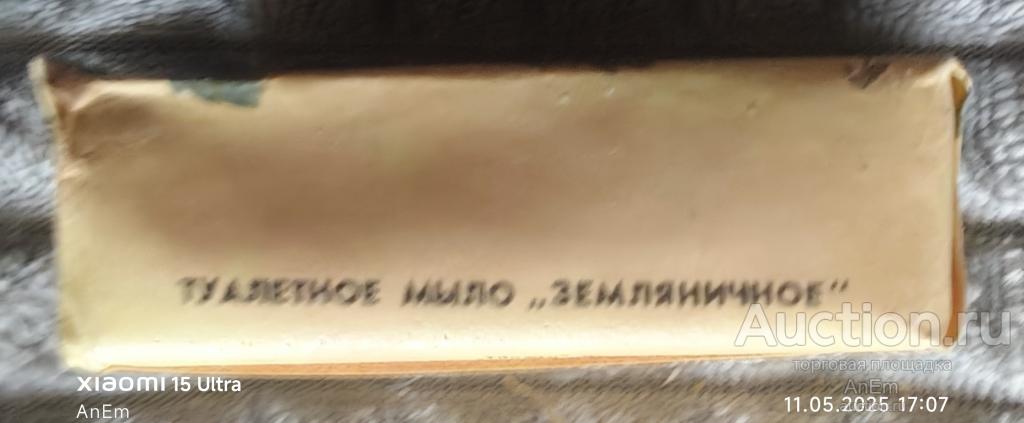 ТУАЛЕТНОЕ МЫЛО „ЗЕМЛЯНИЧНОЕ“
Auction.ru
торговая площадка
xiaomi 15 Ultra
AnEm
AnEm
11.05.2025 17:07